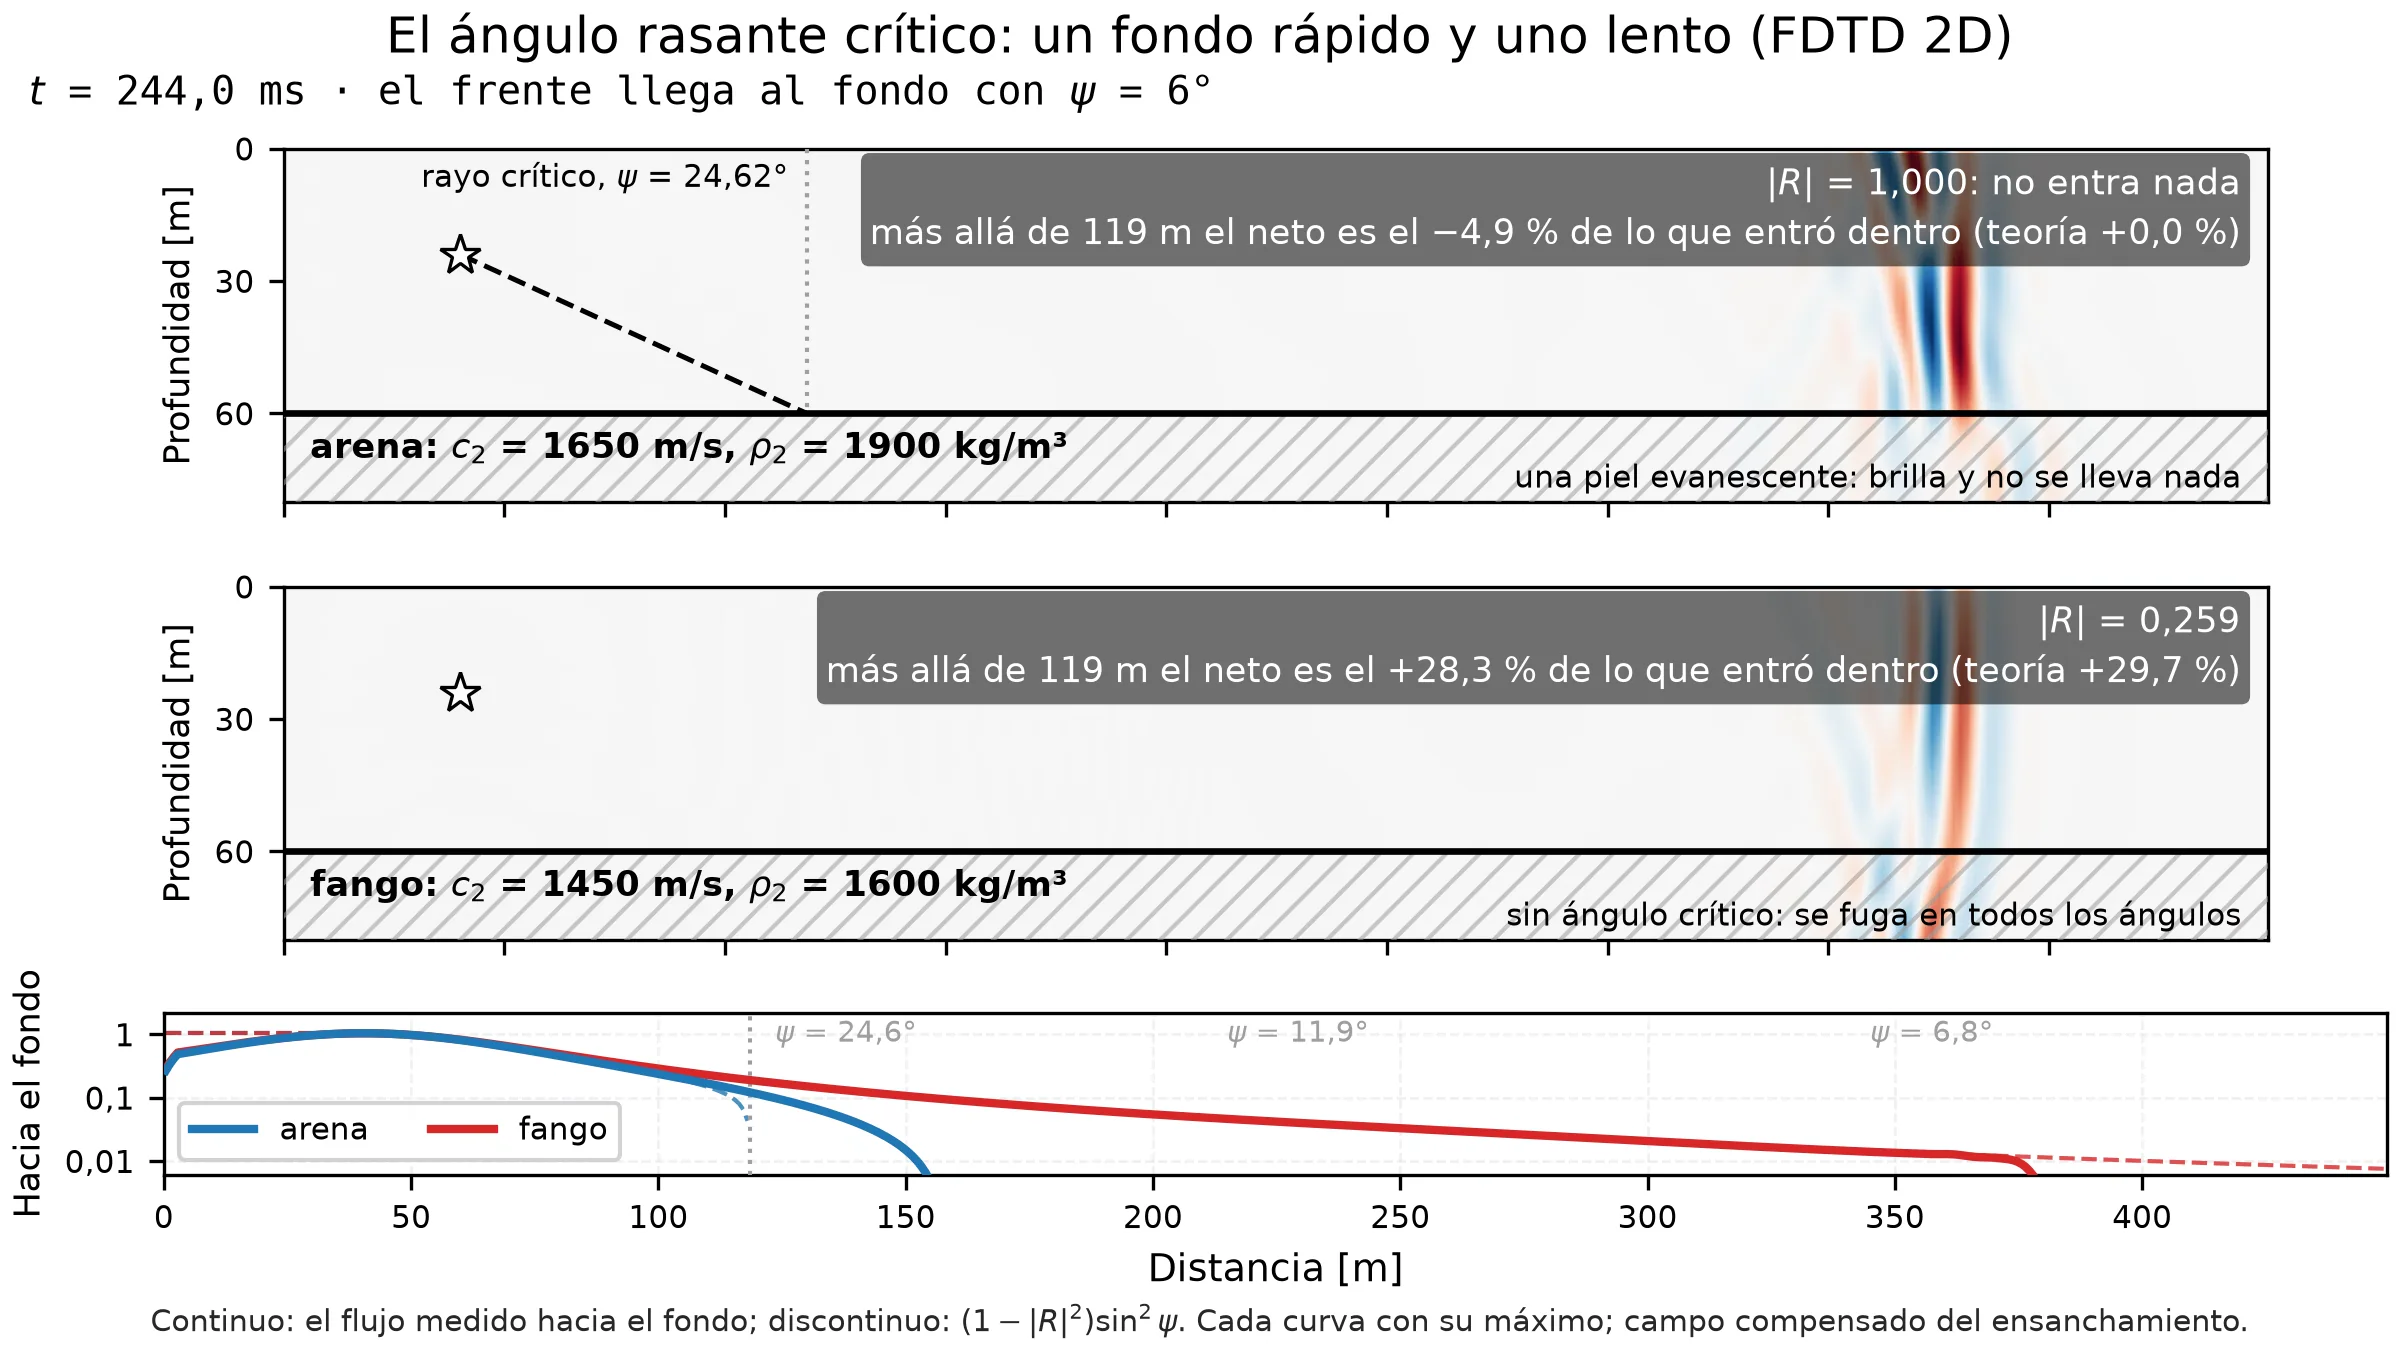 El ángulo rasante crítico: un fondo rápido y uno lento (FDTD 2D)
t = 244,0 ms · el frente llega al fondo con ψ = 6°
Profundidad [m]
0
30
60
rayo crítico, ψ = 24,62°
|R| = 1,000: no entra nada
más allá de 119 m el neto es el −4,9 % de lo que entró dentro (teoría +0,0 %)
arena: c₂ = 1650 m/s, ρ₂ = 1900 kg/m³
una piel evanescente: brilla y no se lleva nada
Profundidad [m]
0
30
60
|R| = 0,259
más allá de 119 m el neto es el +28,3 % de lo que entró dentro (teoría +29,7 %)
fango: c₂ = 1450 m/s, ρ₂ = 1600 kg/m³
sin ángulo crítico: se fuga en todos los ángulos
Hacia el fondo
1
0,1
0,01
ψ = 24,6° ψ = 11,9° ψ = 6,8°
arena fango
0 50 100 150 200 250 300 350 400
Distancia [m]
Continuo: el flujo medido hacia el fondo; discontinuo: (1 − |R|²)sin² ψ. Cada curva con su máximo; campo compensado del ensanchamiento.